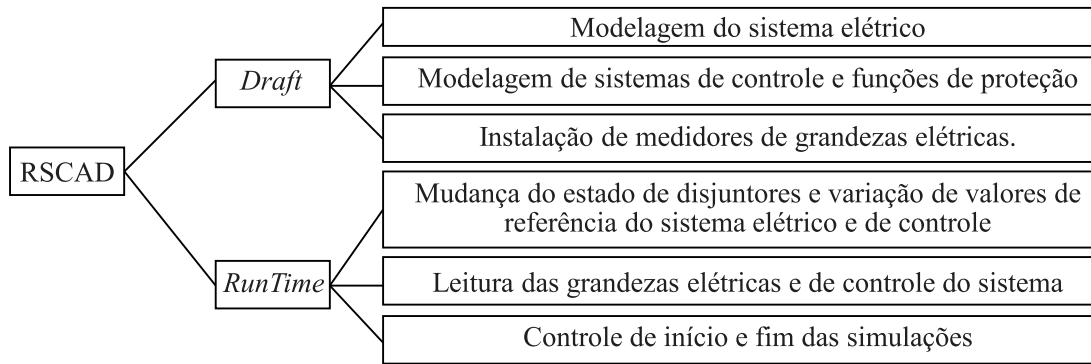 Modelagem do sistema elétrico
Draft
Modelagem de sistemas de controle e funções de proteção
Instalação de medidores de grandezas elétricas.
RSCAD
Mudança do estado de disjuntores e variação de valores de
referência do sistema elétrico e de controle
RunTime
Leitura das grandezas elétricas e de controle do sistema
Controle de início e fim das simulações